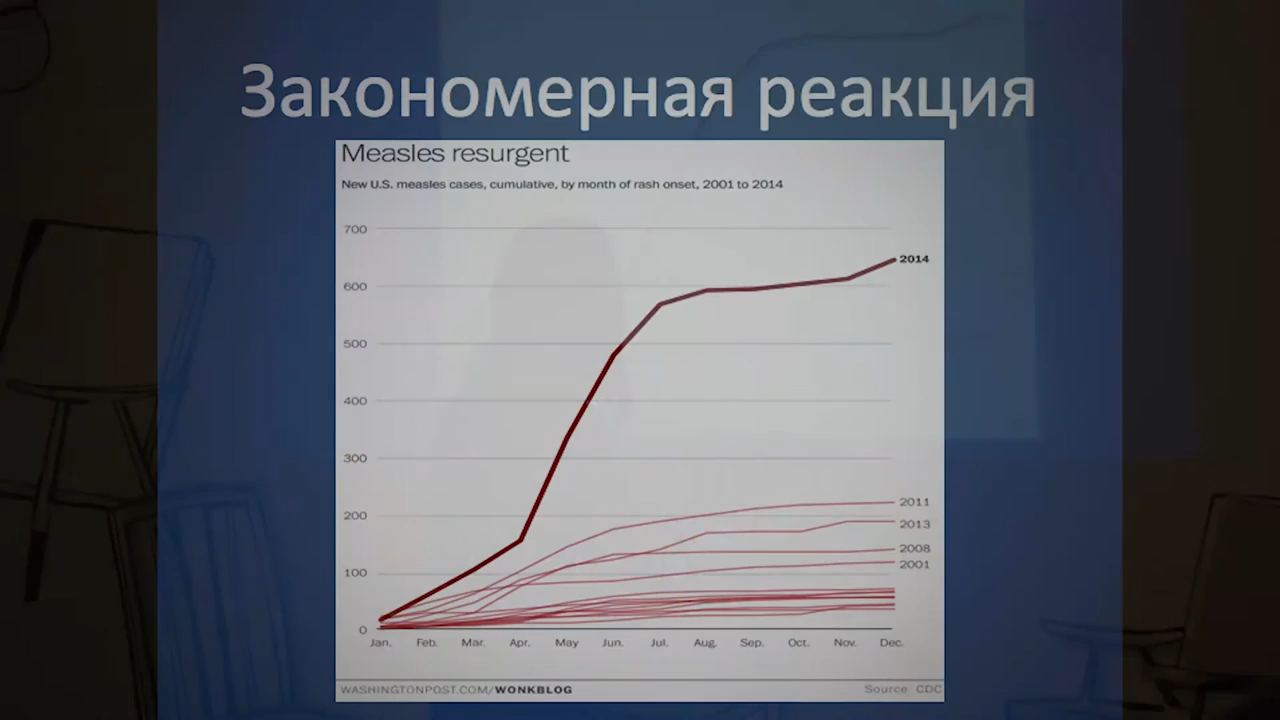 Закономерная реакция
Measles resurgent
New U.S. measles cases, cumulative, by month of rash onset, 2001 to 2014
700
600
500
400
300
200
100
0
2014
2011
2013
2008
2001
Jan. Feb. Mar. Apr. May Jun. Jul. Aug. Sep. Oct. Nov. Dec.
WASHINGTONPOST.COM/WONKBLOG Source CDC